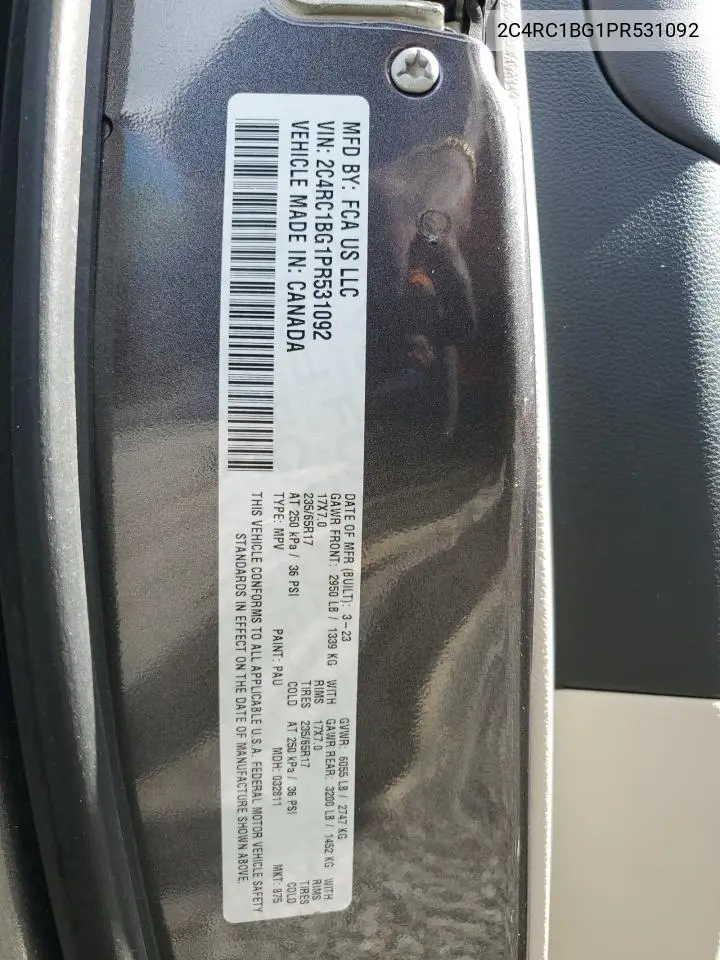 2C4RC1BG1PR531092
MFD BY: FCA US LLC
VIN: 2C4RC1BG1PR531092
VEHICLE MADE IN: CANADA
DATE OF MFR (BUILT): 3-23 GVWR: 6055 LB / 2747 KG
GAWR FRONT: 2950 LB / 1339 KG WITH GAWR REAR: 3200 LB / 1452 KG WITH
17X7.0 RIMS 17X7.0 RIMS
235/65R17 TIRES 235/65R17 TIRES
AT 250 kPa / 36 PSI COLD AT 250 kPa / 36 PSI COLD
TYPE: MPV PAINT: PAU MDH: 032811 MKT: 875
THIS VEHICLE CONFORMS TO ALL APPLICABLE U.S.A. FEDERAL MOTOR VEHICLE SAFETY
STANDARDS IN EFFECT ON THE DATE OF MANUFACTURE SHOWN ABOVE.